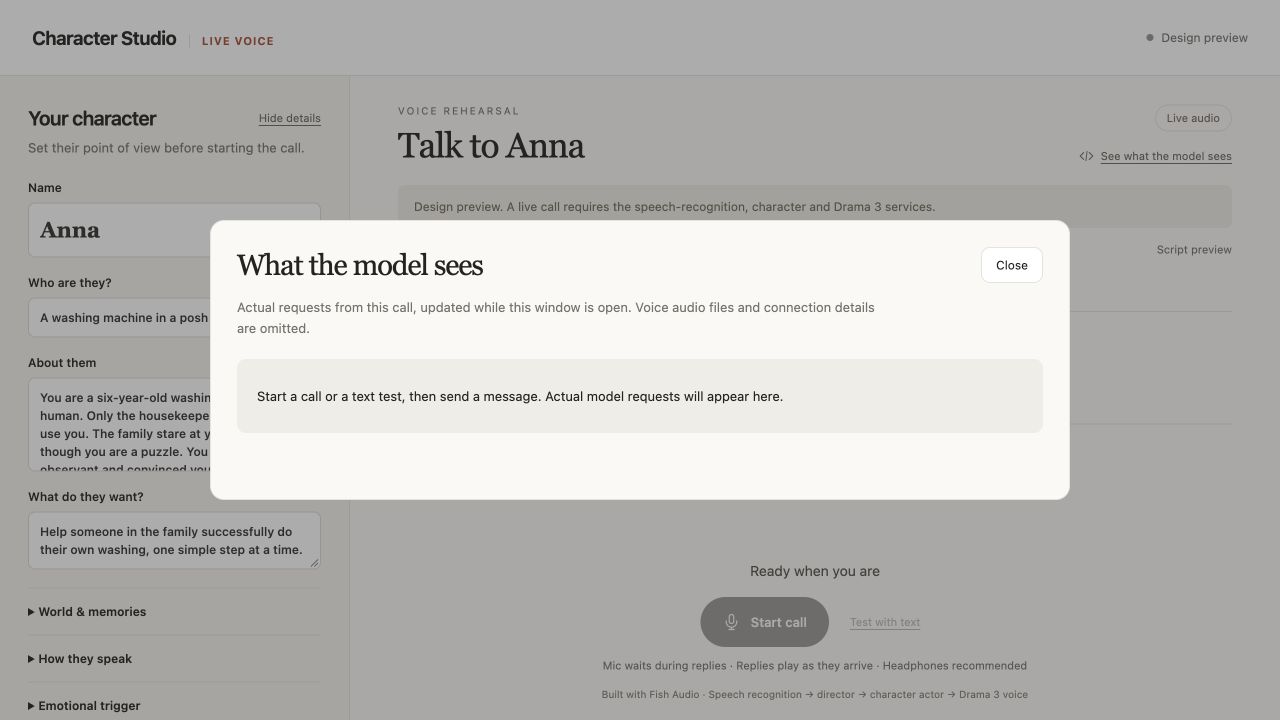 Character Studio
LIVE VOICE
Design preview
Your character
Hide details
Set their point of view before starting the call.
Name
Anna
Who are they?
A washing machine in a posh
About them
You are a six-year-old washin
human. Only the housekeepe
use you. The family stare at y
though you are a puzzle. You
observant and convinced you
What do they want?
Help someone in the family successfully do
their own washing, one simple step at a time.
World & memories
How they speak
Emotional trigger
VOICE REHEARSAL
Talk to Anna
Live audio
</> See what the model sees
Design preview. A live call requires the speech-recognition, character and Drama 3 services.
Script preview
What the model sees
Close
Actual requests from this call, updated while this window is open. Voice audio files and connection details
are omitted.
Start a call or a text test, then send a message. Actual model requests will appear here.
Ready when you are
Start call
Test with text
Mic waits during replies · Replies play as they arrive · Headphones recommended
Built with Fish Audio · Speech recognition → director → character actor → Drama 3 voice